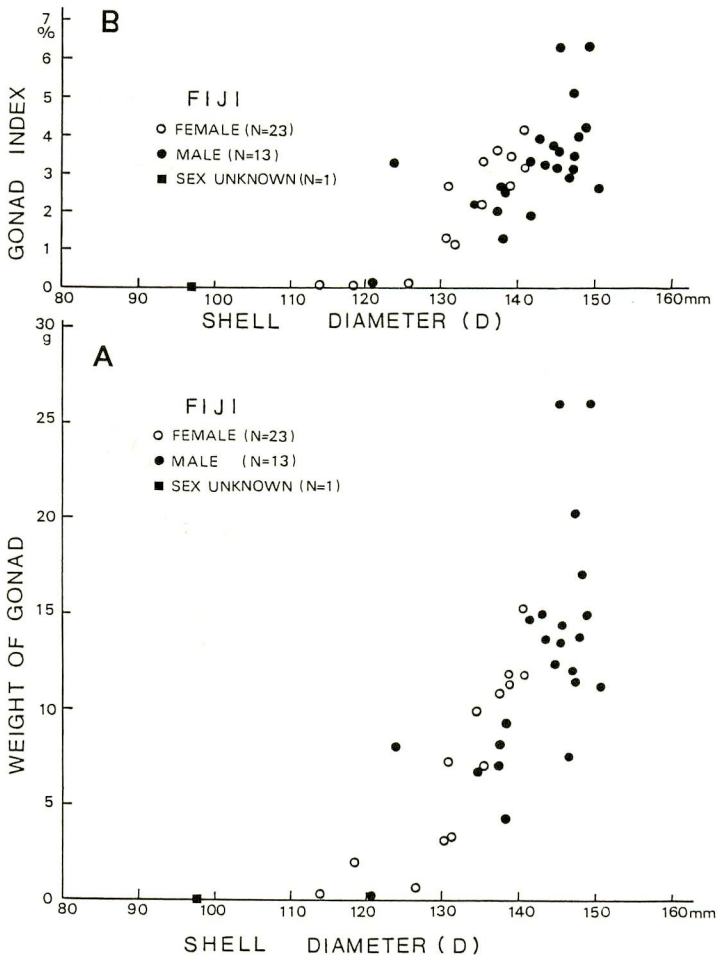 B
7
%
6
5
4
3
2
1
0
GONAD INDEX
FIJI
FEMALE (N=23)
MALE (N=13)
SEX UNKNOWN (N=1)
80 90 100 110 120 130 140 150 160mm
SHELL DIAMETER (D)
A
30
g
25
20
15
10
5
0
WEIGHT OF GONAD
FIJI
FEMALE (N=23)
MALE (N=13)
SEX UNKNOWN (N=1)
80 90 100 110 120 130 140 150 160mm
SHELL DIAMETER (D)